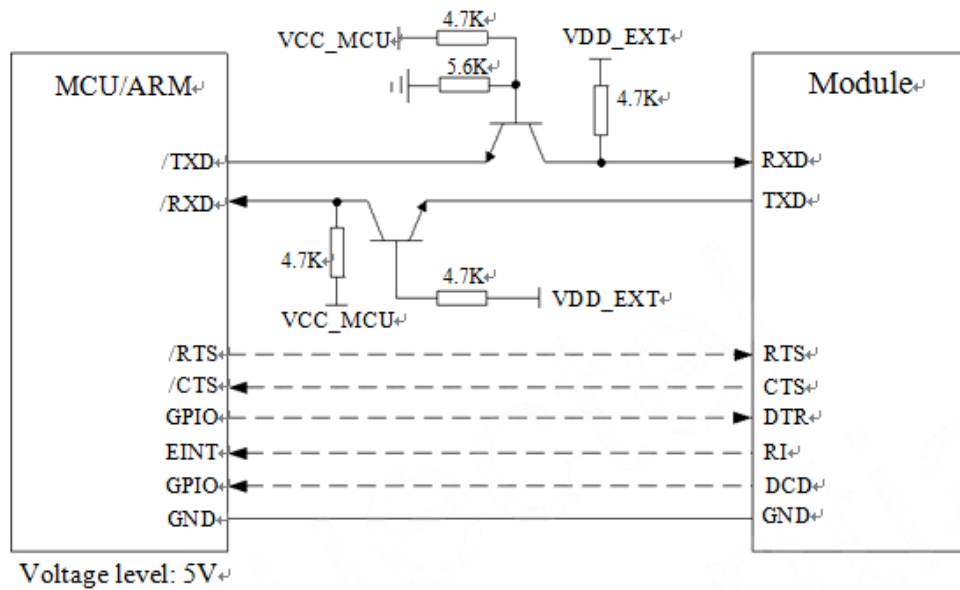 4.7K
VCC_MCU
VDD_EXT
MCU/ARM
5.6K
4.7K
Module
/TXD
RXD
/RXD
TXD
4.7K
4.7K
VDD_EXT
VCC_MCU
/RTS
RTS
/CTS
CTS
GPIO
DTR
EINT
RI
GPIO
DCD
GND
GND
Voltage level: 5V